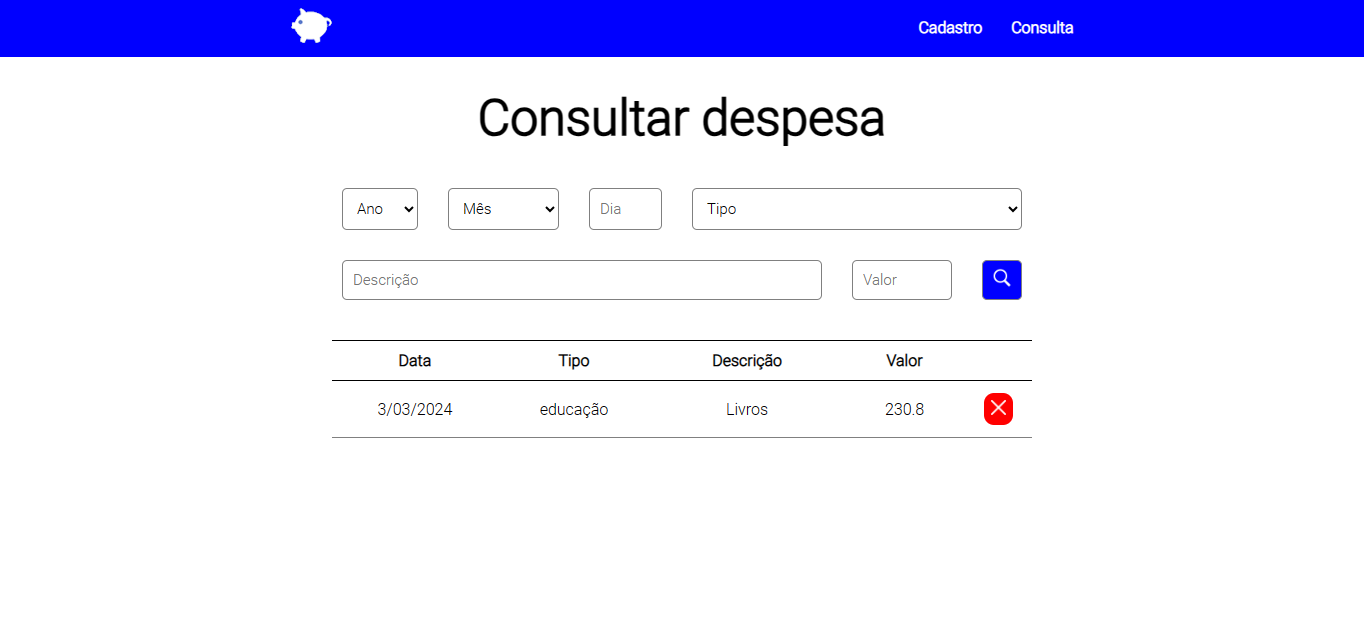 Cadastro Consulta
Consultar despesa
Ano Mês Dia Tipo
Descrição Valor
Data Tipo Descrição Valor
3/03/2024 educação Livros 230.8